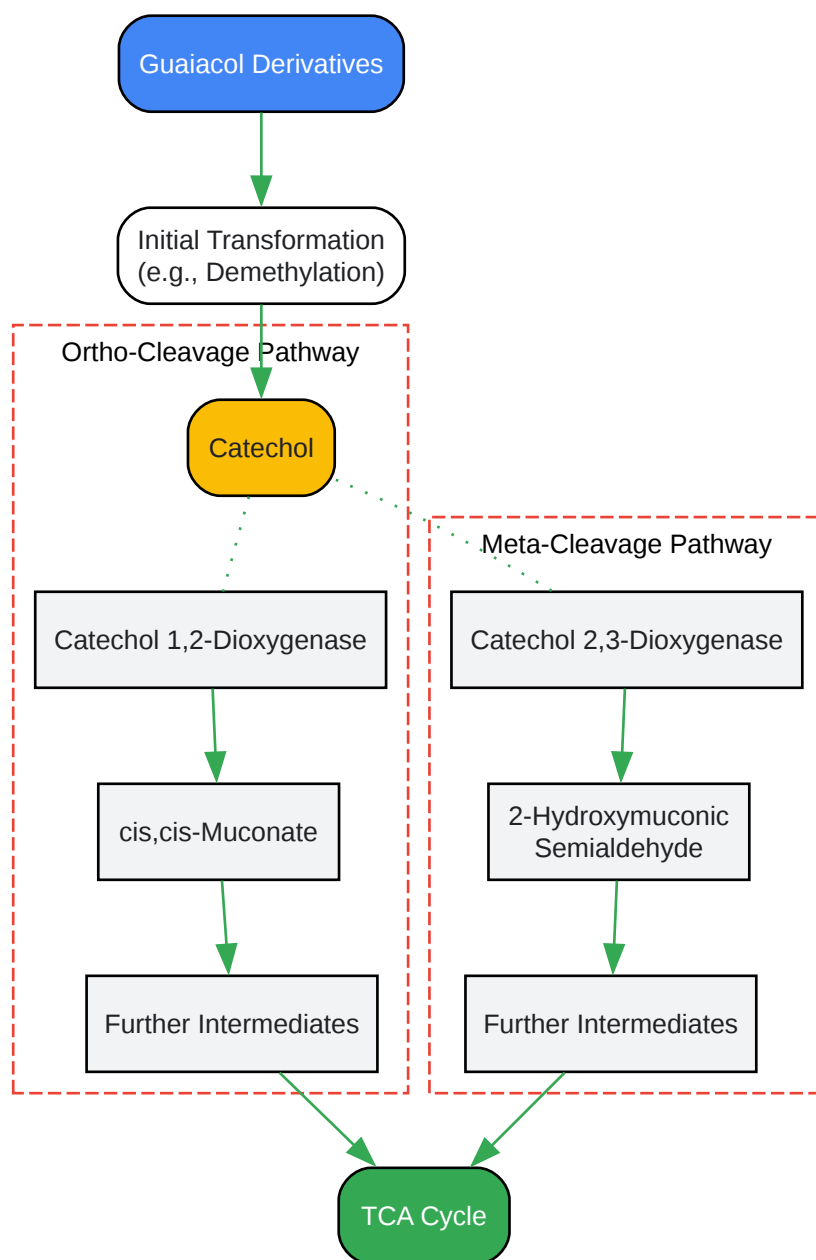 Guaiacol Derivatives
Initial Transformation
(e.g., Demethylation)
Ortho-Cleavage Pathway
Catechol
Meta-Cleavage Pathway
Catechol 1,2-Dioxygenase
Catechol 2,3-Dioxygenase
cis,cis-Muconate
2-Hydroxymuconic
Semialdehyde
Further Intermediates
Further Intermediates
TCA Cycle